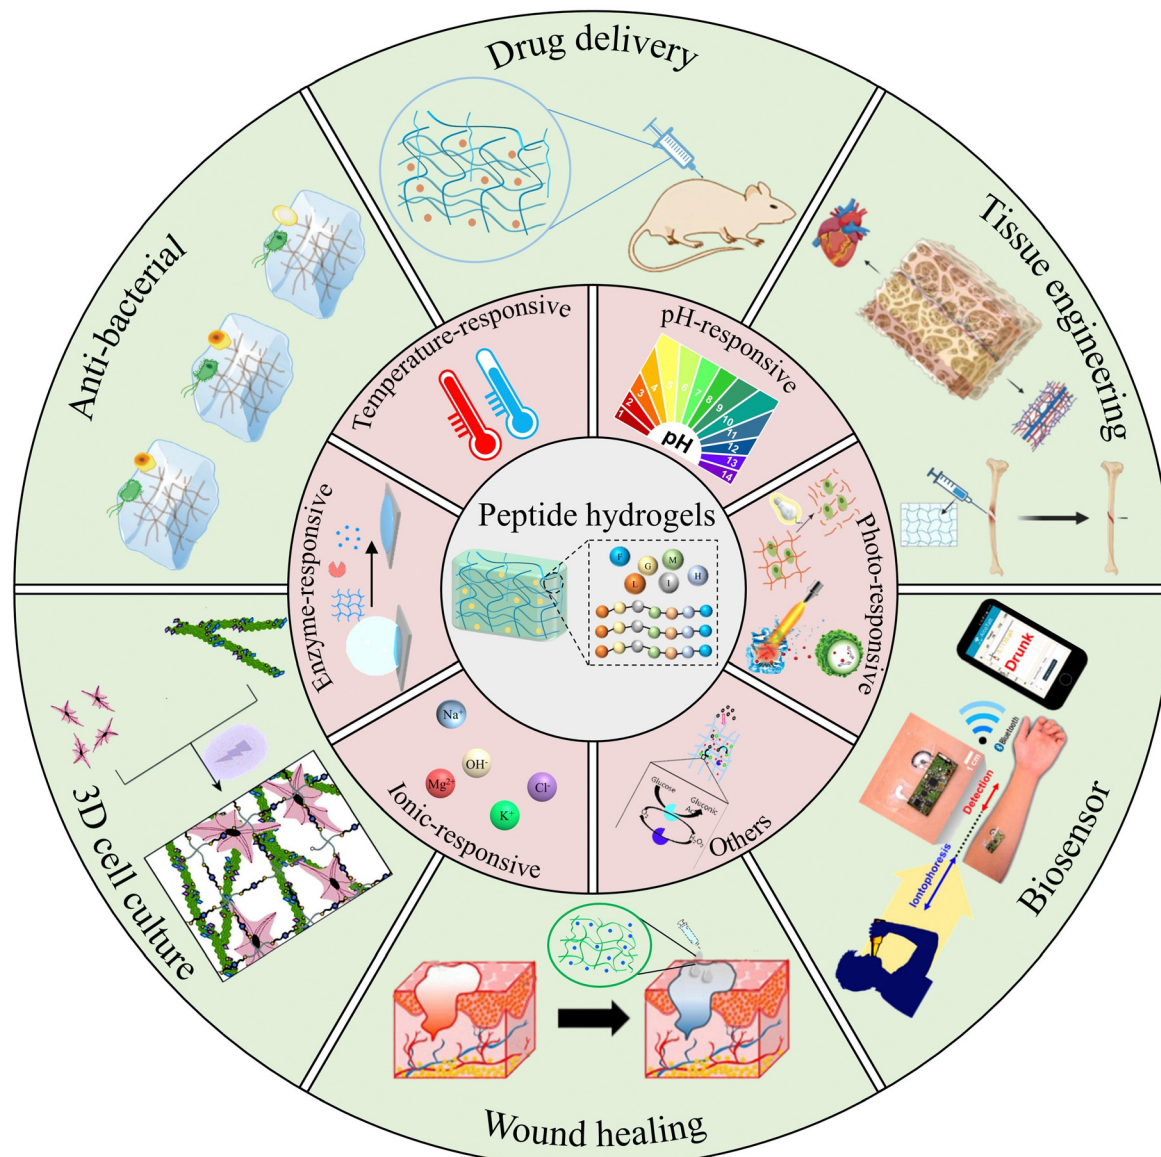 Drug delivery
Tissue engineering
Biosensor
Wound healing
3D cell culture
Anti-bacterial
Temperature-responsive
pH-responsive
1
2
3
4
5
6
7
8
9
10
11
12
13
14
pH
Photo-responsive
Others
Glucose
Gluconic
Ionic-responsive
Na⁺
OH⁻
Mg²⁺
Cl⁻
K⁺
Enzyme-responsive
Peptide hydrogels
F
G
M
L
I
H
Drunk
Bluetooth
1 cm
Detection
Iontophoresis